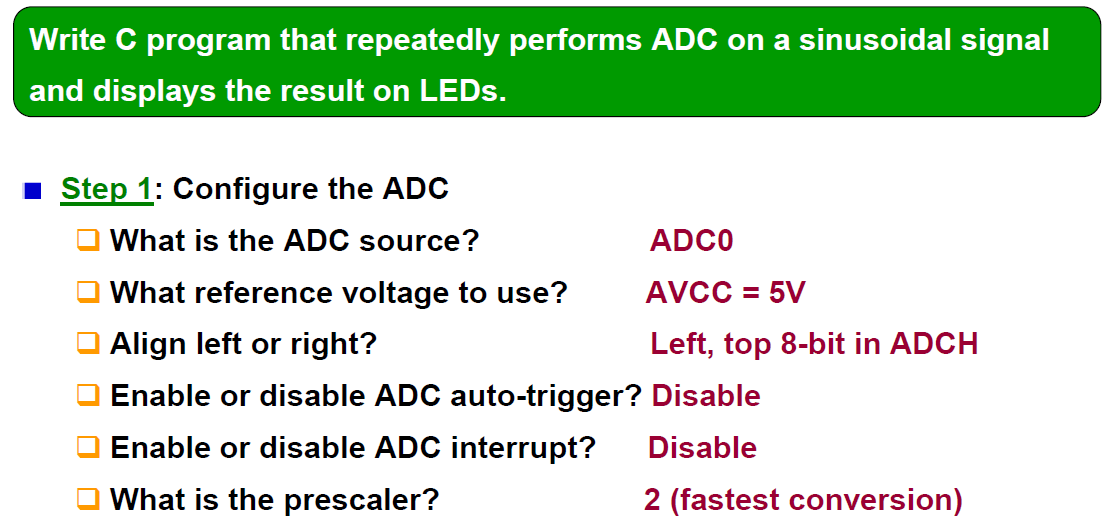 Write C program that repeatedly performs ADC on a sinusoidal signal
and displays the result on LEDs.
Step 1: Configure the ADC
What is the ADC source? ADC0
What reference voltage to use? AVCC = 5V
Align left or right? Left, top 8-bit in ADCH
Enable or disable ADC auto-trigger? Disable
Enable or disable ADC interrupt? Disable
What is the prescaler? 2 (fastest conversion)